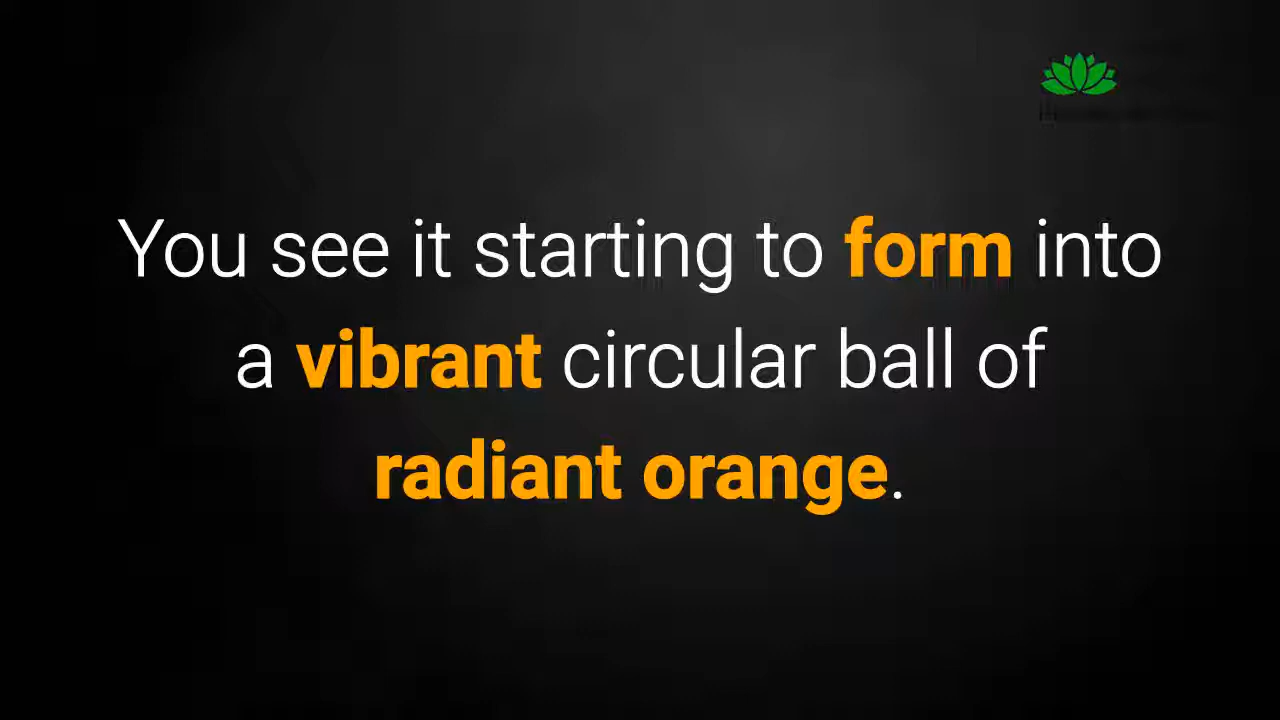 You see it starting to form into
a vibrant circular ball of
radiant orange.